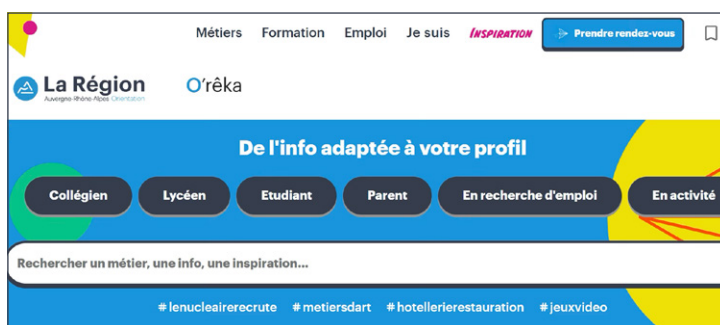 Métiers Formation Emploi Je suis INSPIRATION Prendre rendez-vous
La Région O'rêka
Auvergne-Rhône-Alpes Orientation
De l'info adaptée à votre profil
Collégien Lycéen Etudiant Parent En recherche d'emploi En activité
Rechercher un métier, une info, une inspiration...
#lenucleairerecrute #metiersdart #hotellerierestauration #jeuxvideo